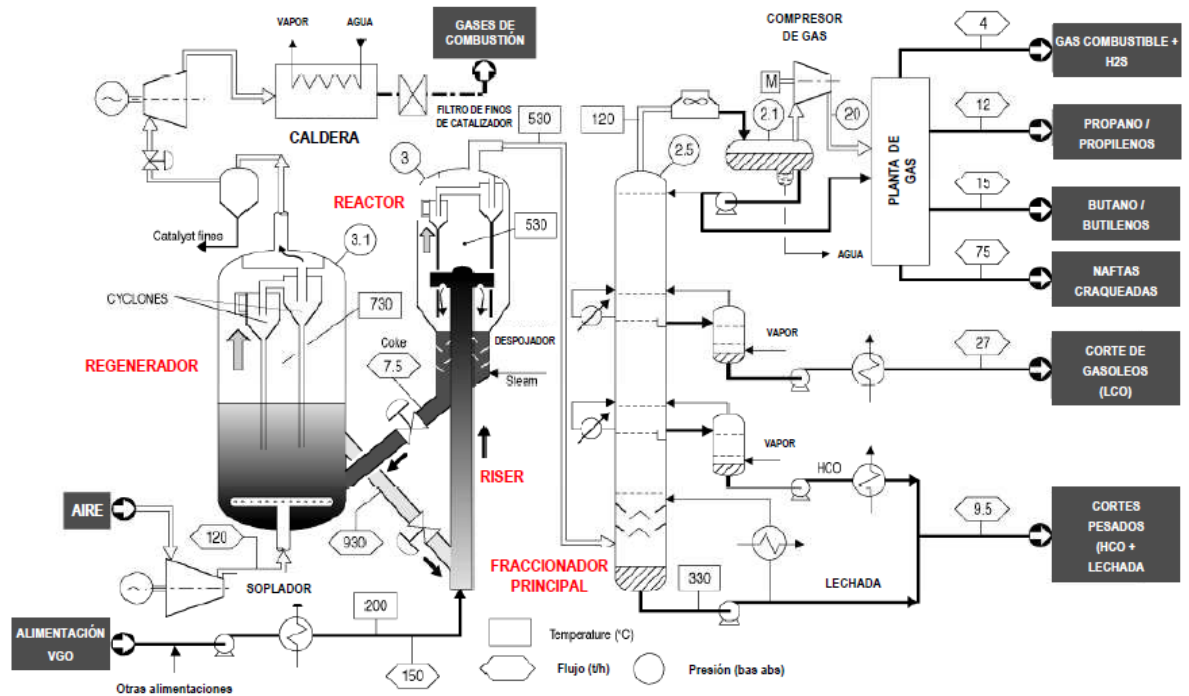 VAPOR
AGUA
GASES DE
COMBUSTIÓN
CALDERA
FILTRO DE FINOS
DE CATALIZADOR
530
120
COMPRESOR
DE GAS
M
2.1
20
2.5
4
GAS COMBUSTIBLE +
H2S
12
PROPANO /
PROPILENOS
PLANTA DE
GAS
15
BUTANO /
BUTILENOS
75
NAFTAS
CRAQUEADAS
AGUA
3
REACTOR
530
Catalyst fines
3.1
CYCLONES
730
REGENERADOR
Coke
7.5
DESPOJADOR
Steam
VAPOR
27
CORTE DE
GASOLEOS
(LCO)
VAPOR
HCO
RISER
AIRE
120
930
SOPLADOR
FRACCIONADOR
PRINCIPAL
9.5
CORTES
PESADOS
(HCO +
LECHADA
330
LECHADA
ALIMENTACIÓN
VGO
200
150
Otras alimentaciones
Temperature (°C)
Flujo (t/h)
Presión (bas abs)